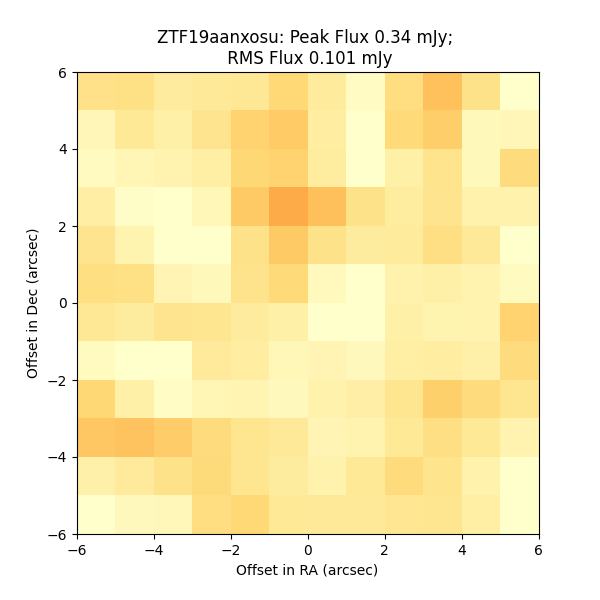 ZTF19aanxosu: Peak Flux 0.34 mJy;
RMS Flux 0.101 mJy
6
4
2
0
−2
−4
−6
Offset in Dec (arcsec)
−6 −4 −2 0 2 4 6
Offset in RA (arcsec)